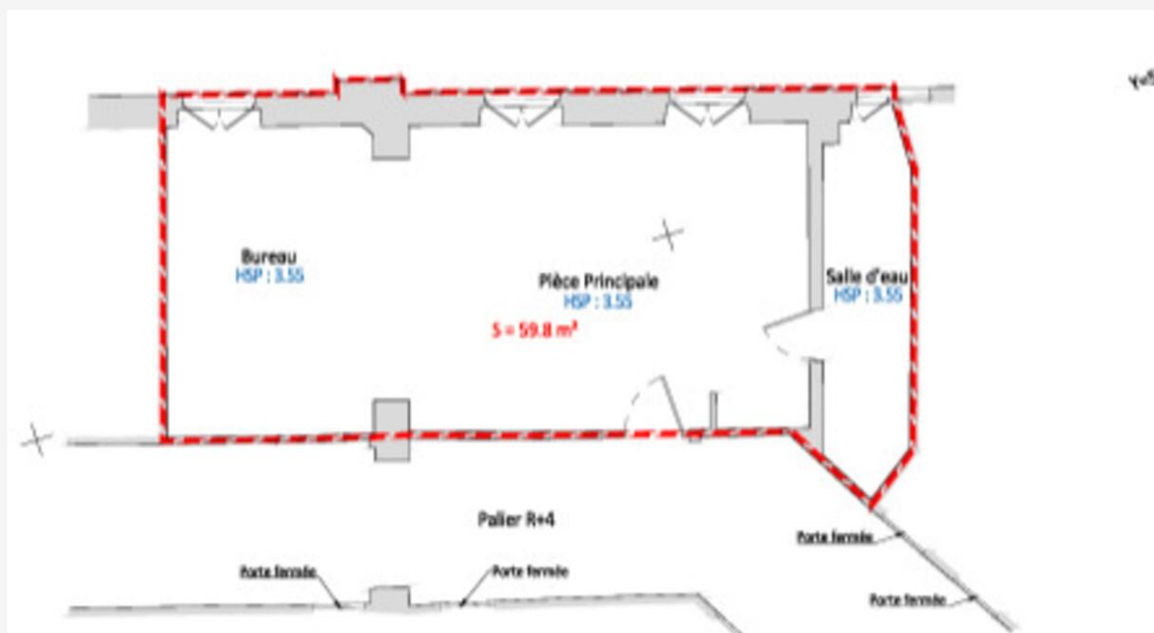 Bureau
HSP : 3.55
Pièce Principale
HSP : 3.55
S = 59.8 m²
Salle d'eau
HSP : 3.55
Palier R+4
Porte fermée
Porte fermée
Porte fermée
Porte fermée